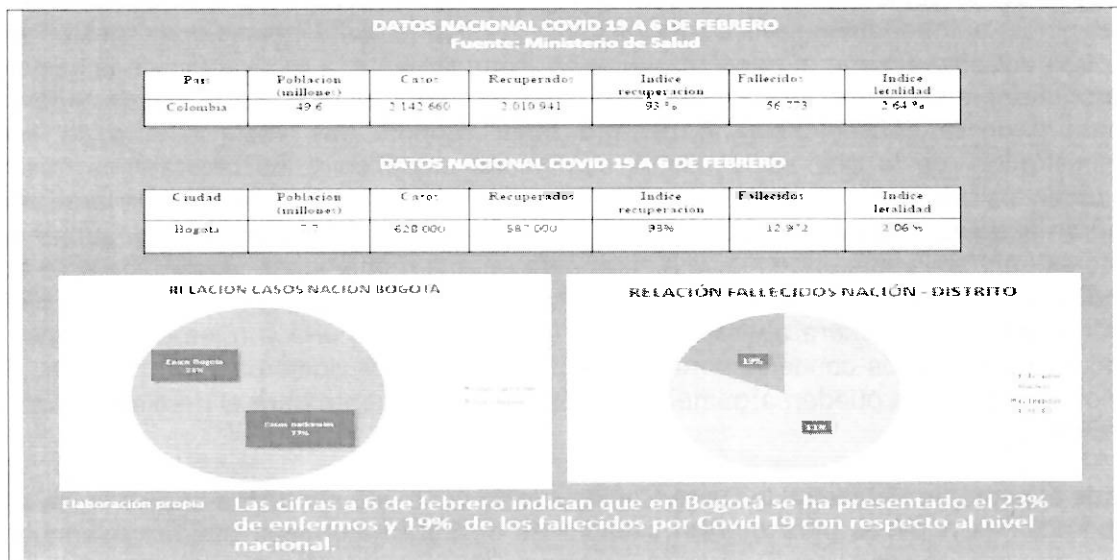 DATOS NACIONAL COVID 19 A 6 DE FEBRERO
Fuente: Ministerio de Salud
Pais Poblacion (millones) Casos Recuperados Indice recuperacion Fallecidos Indice letalidad
Colombia 49.6 2.142.660 2.010.941 93 % 56.773 2.64 %
DATOS NACIONAL COVID 19 A 6 DE FEBRERO
Ciudad Poblacion (millones) Casos Recuperados Indice recuperacion Fallecidos Indice letalidad
Bogota 628.000 587.000 93% 12.972 2.06 %
RELACION CASOS NACION BOGOTA
Casos Bogota
23%
Casos nacionales
77%
RELACIÓN FALLECIDOS NACIÓN - DISTRITO
19%
Elaboración propia
Las cifras a 6 de febrero indican que en Bogotá se ha presentado el 23%
de enfermos y 19% de los fallecidos por Covid 19 con respecto al nivel
nacional.